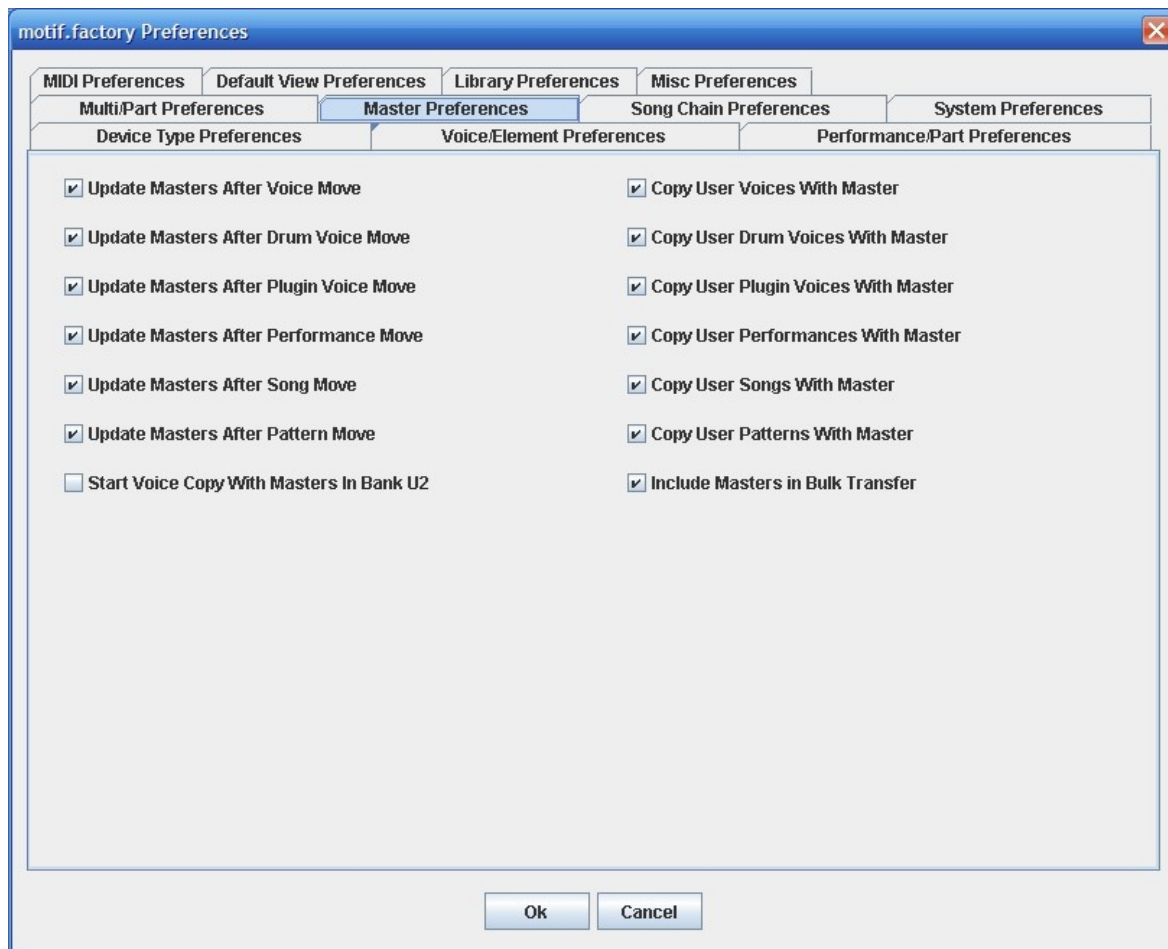 motif.factory Preferences
MIDI Preferences Default View Preferences Library Preferences Misc Preferences
Multi/Part Preferences Master Preferences Song Chain Preferences System Preferences
Device Type Preferences Voice/Element Preferences Performance/Part Preferences
Update Masters After Voice Move Copy User Voices With Master
Update Masters After Drum Voice Move Copy User Drum Voices With Master
Update Masters After Plugin Voice Move Copy User Plugin Voices With Master
Update Masters After Performance Move Copy User Performances With Master
Update Masters After Song Move Copy User Songs With Master
Update Masters After Pattern Move Copy User Patterns With Master
Start Voice Copy With Masters In Bank U2 Include Masters in Bulk Transfer
Ok Cancel